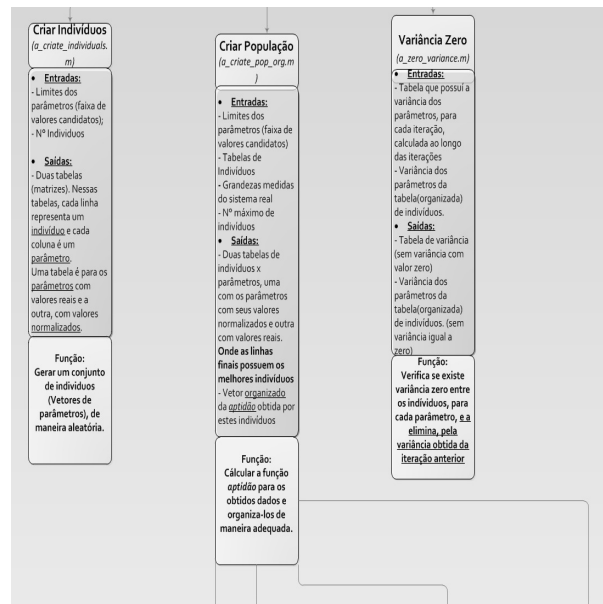 Criar Indivíduos
(a_criate_individuals.
m)
• Entradas:
- Limites dos
parâmetros (faixa de
valores candidatos);
- Nº Individuos
• Saídas:
- Duas tabelas
(matrizes). Nessas
tabelas, cada linha
representa um
indivíduo e cada
coluna é um
parâmetro.
Uma tabela é para os
parâmetros com
valores reais e a
outra, com valores
normalizados.
Função:
Gerar um conjunto
de individuos
(Vetores de
parâmetros), de
maneira aleatória.
Criar População
(a_criate_pop_org.m
)
• Entradas:
- Limites dos
parâmetros (faixa de
valores candidatos)
- Tabelas de
Indivíduos
- Grandezas medidas
do sistema real
- Nº máximo de
indivíduos
• Saídas:
- Duas tabelas de
indivíduos x
parâmetros, uma
com os parâmetros
com seus valores
normalizados e outra
com valores reais.
Onde as linhas
finais possuem os
melhores indivíduos
- Vetor organizado
da aptidão obtida por
estes indivíduos
Função:
Cálcular a função
aptidão para os
obtidos dados e
organiza-los de
maneira adequada.
Variância Zero
(a_zero_variance.m)
• Entradas:
- Tabela que possuí a
variância dos
parâmetros, para
cada iteração,
calculada ao longo
das iterações
- Variância dos
parâmetros da
tabela(organizada)
de indivíduos.
• Saídas:
- Tabela de variância
(sem variância com
valor zero)
- Variância dos
parâmetros da
tabela(organizada)
de indivíduos. (sem
variância igual a
zero)
Função:
Verifica se existe
variância zero entre
os indíviduos, para
cada parâmetro, e a
elimina, pela
variância obtida da
iteração anterior